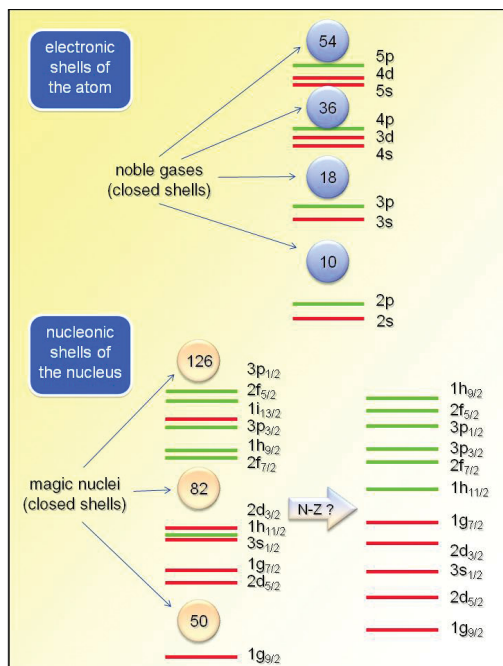 electronic
shells of
the atom
54
5p
4d
5s
36
4p
3d
4s
noble gases
(closed shells)
18
3p
3s
10
2p
2s
nucleonic
shells of
the nucleus
126
3p1/2
2f5/2
1i13/2
3p3/2
1h9/2
2f7/2
magic nuclei
(closed shells)
82
2d3/2
1h11/2
3s1/2
1g7/2
2d5/2
50
1g9/2
N-Z ?
1h9/2
2f5/2
3p1/2
3p3/2
2f7/2
1h11/2
1g7/2
2d3/2
3s1/2
2d5/2
1g9/2